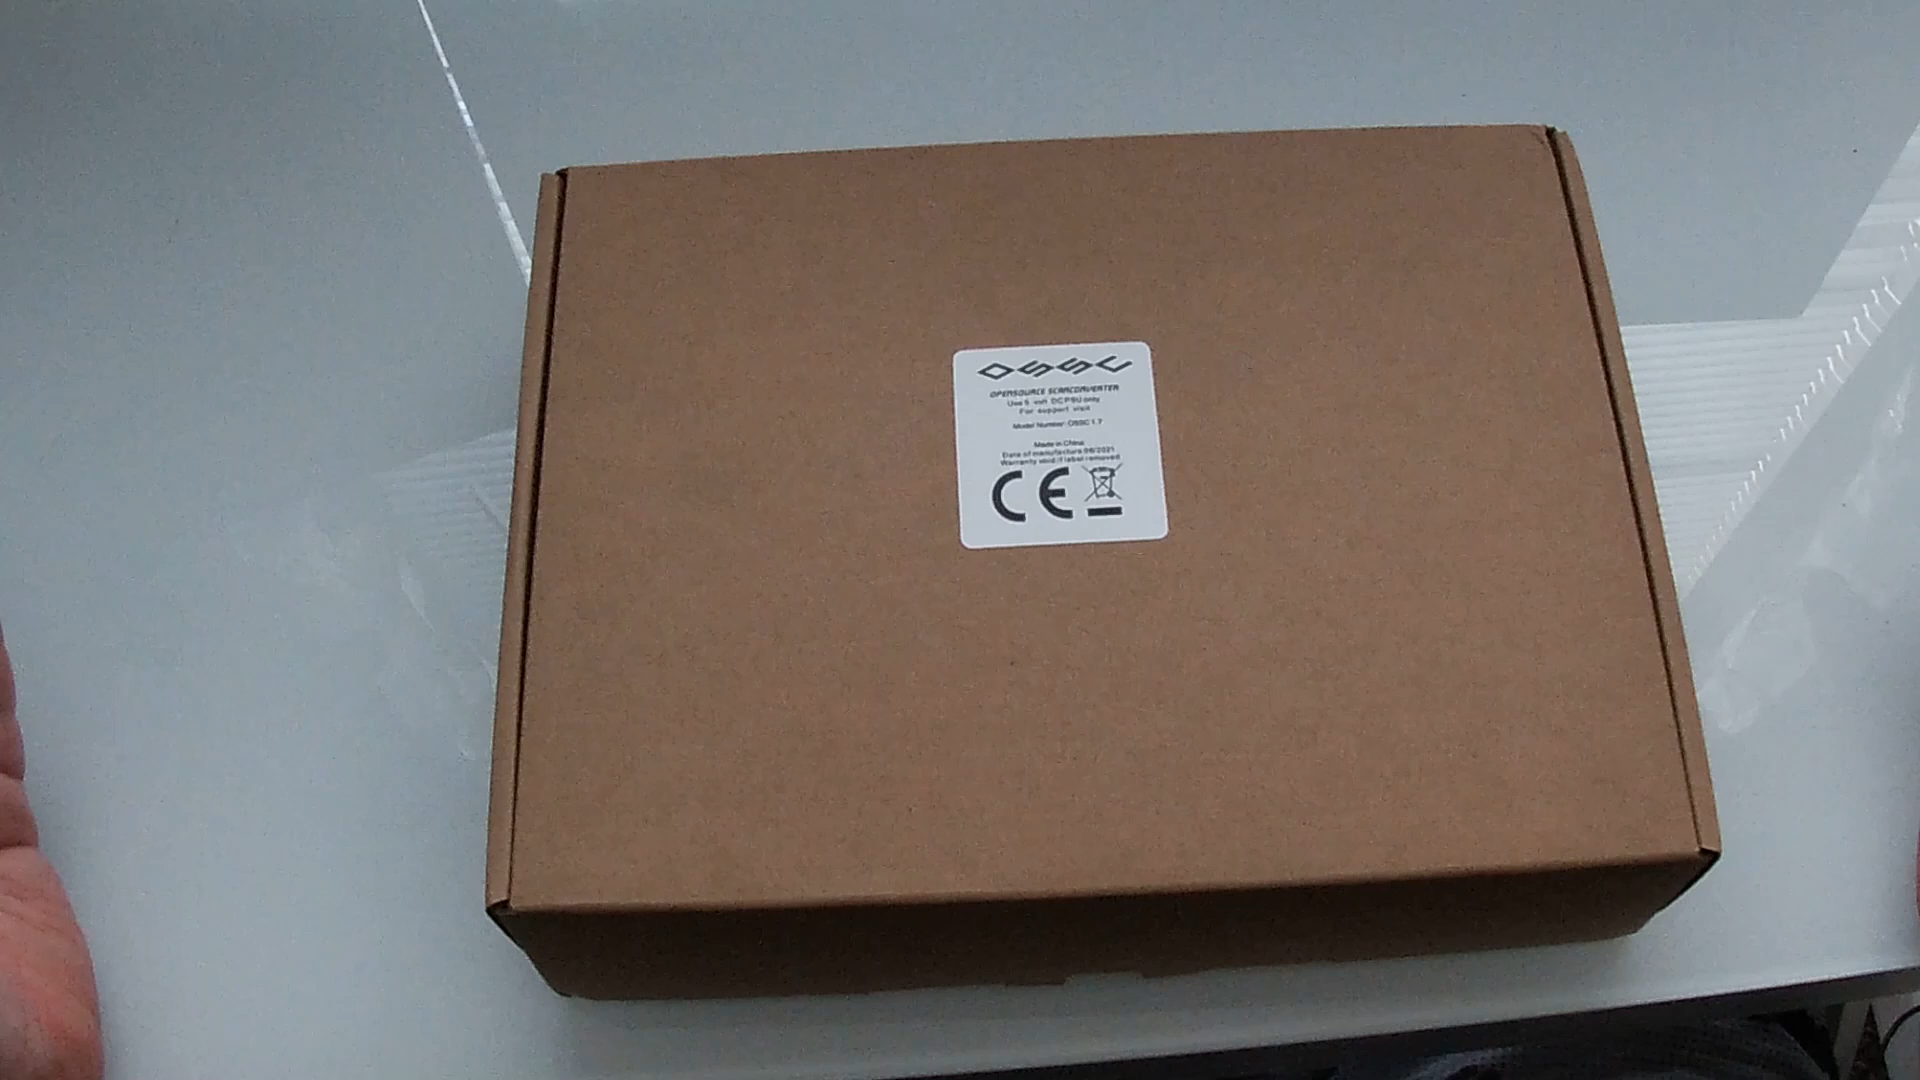 OSSC
OPENSOURCE SCANCONVERTER
Use 5 volt DC PSU only
For support visit
Model Number: OSSC 1.7
Made in China
Date of manufacture 06/2021
Warranty void if label removed
CE